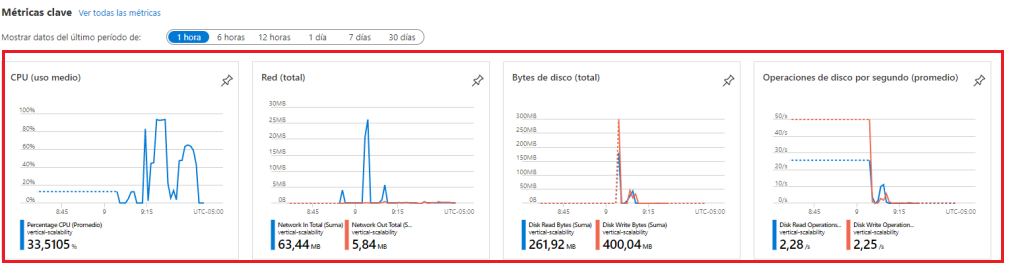 Métricas clave Ver todas las métricas
Mostrar datos del último período de: 1 hora 6 horas 12 horas 1 día 7 días 30 días
CPU (uso medio)
100%
80%
60%
40%
20%
0%
8:45 9 9:15 UTC-05:00
Percentage CPU (Promedio)
vertical-scalability
33,5105 %
Red (total)
30MB
25MB
20MB
15MB
10MB
5MB
0B
8:45 9 9:15 UTC-05:00
Network In Total (Suma) Network Out Total (S...
vertical-scalability vertical-scalability
63,44 MB 5,84 MB
Bytes de disco (total)
300MB
250MB
200MB
150MB
100MB
50MB
0B
8:45 9 9:15 UTC-05:00
Disk Read Bytes (Suma) Disk Write Bytes (Suma)
vertical-scalability vertical-scalability
261,92 MB 400,04 MB
Operaciones de disco por segundo (promedio)
50/s
40/s
30/s
20/s
10/s
0/s
8:45 9 9:15 UTC-05:00
Disk Read Operations... Disk Write Operation...
vertical-scalability vertical-scalability
2,28 /s 2,25 /s